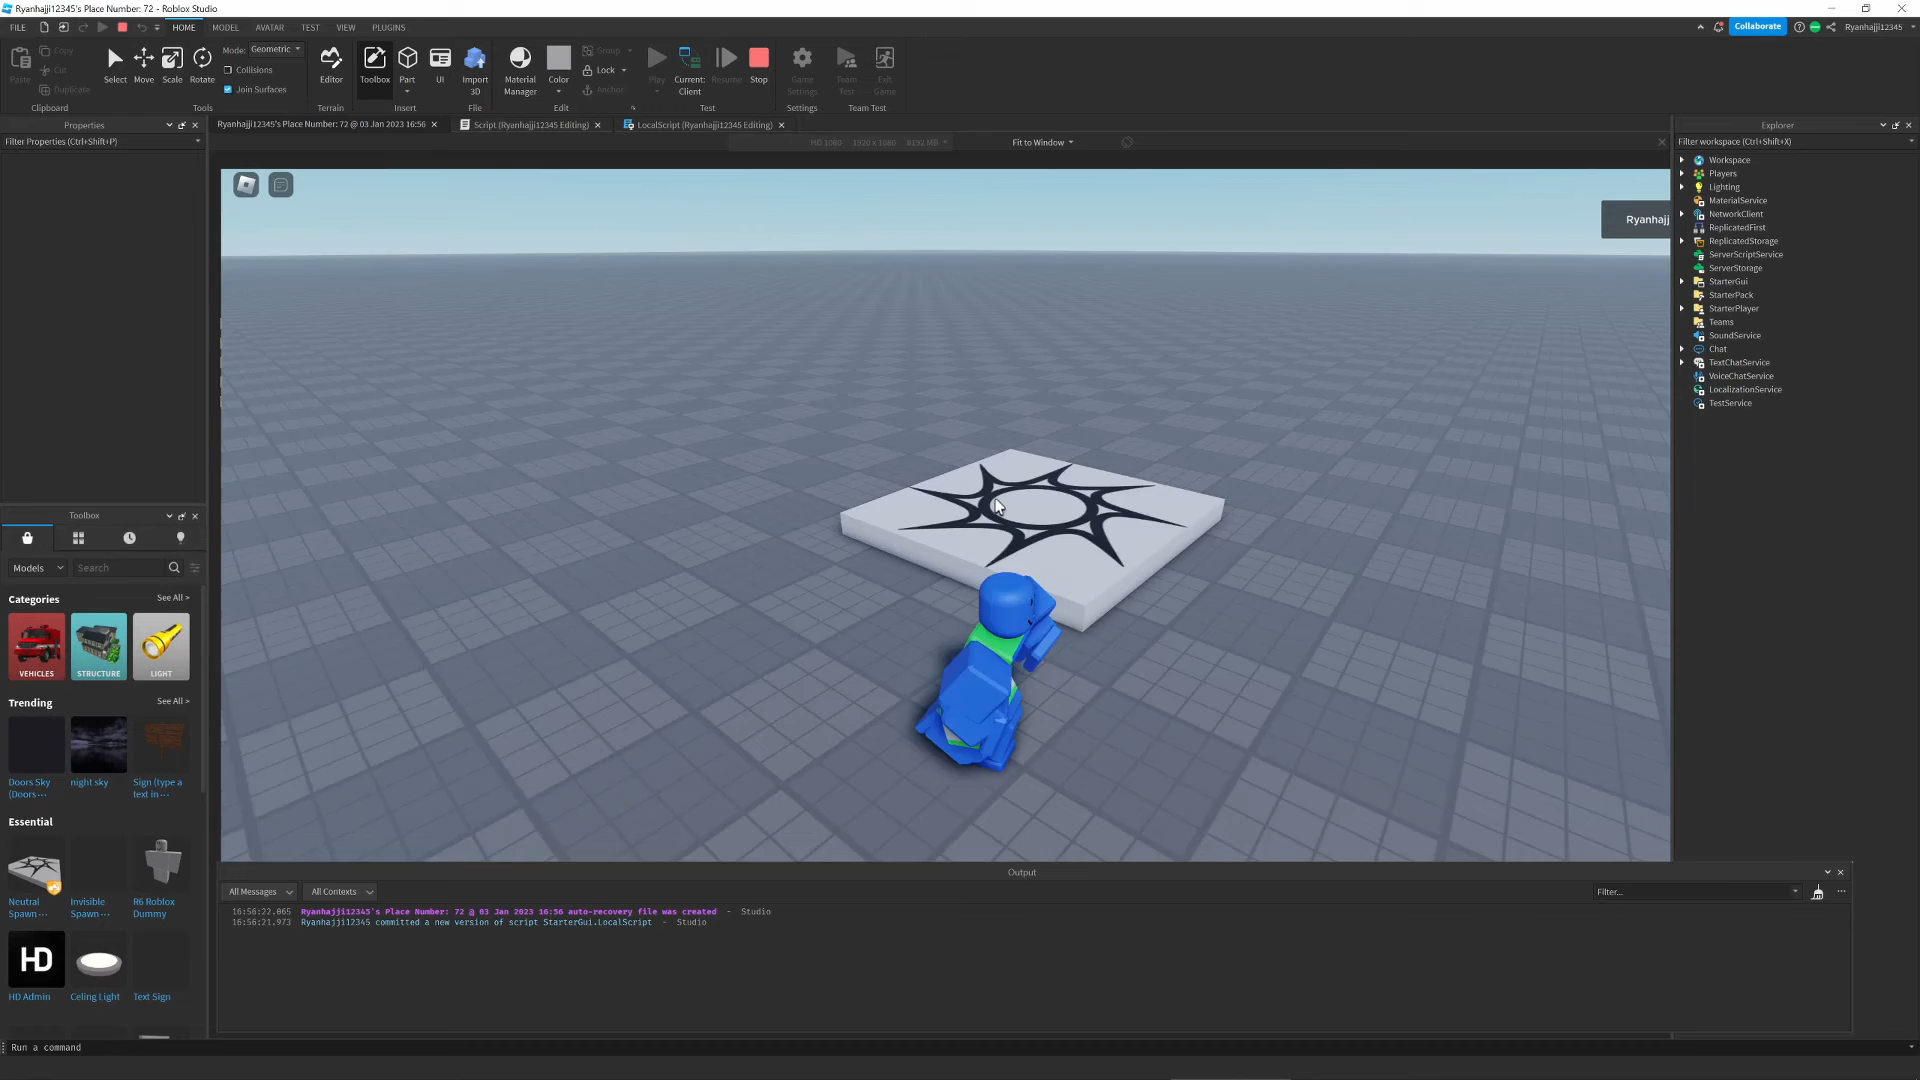 Ryanhajji12345's Place Number: 72 - Roblox Studio
FILE HOME MODEL AVATAR TEST VIEW PLUGINS Collaborate Ryanhajji12345
Paste
Copy
Cut
Duplicate
Clipboard
Select
Move
Scale
Rotate
Mode: Geometric
Collisions
Join Surfaces
Tools
Editor
Terrain
Toolbox
Part
UI
Insert
Import
3D
File
Material
Manager
Color
Group
Lock
Anchor
Edit
Play
Current:
Client
Resume
Stop
Test
Game
Settings
Settings
Team
Test
Exit
Game
Team Test
Properties
Filter Properties (Ctrl+Shift+P)
Ryanhajji12345's Place Number: 72 @ 03 Jan 2023 16:56
Script (Ryanhajji12345 Editing)
LocalScript (Ryanhajji12345 Editing)
HD 1080 1920 x 1080 8192 MB
Fit to Window
Ryanhajj
Explorer
Filter workspace (Ctrl+Shift+X)
Workspace
Players
Lighting
MaterialService
NetworkClient
ReplicatedFirst
ReplicatedStorage
ServerScriptService
ServerStorage
StarterGui
StarterPack
StarterPlayer
Teams
SoundService
Chat
TextChatService
VoiceChatService
LocalizationService
TestService
Toolbox
Models
Search
Categories
See All >
VEHICLES
STRUCTURE
LIGHT
Trending
See All >
Doors Sky
(Doors ···
night sky
Sign (type a
text in ···
Essential
Neutral
Spawn ···
Invisible
Spawn ···
R6 Roblox
Dummy
HD
HD Admin
Celing Light
Text Sign
Output
All Messages
All Contexts
Filter...
16:56:22.065 Ryanhajji12345's Place Number: 72 @ 03 Jan 2023 16:56 auto-recovery file was created - Studio
16:56:21.973 Ryanhajji12345 committed a new version of script StarterGui.LocalScript - Studio
Run a command